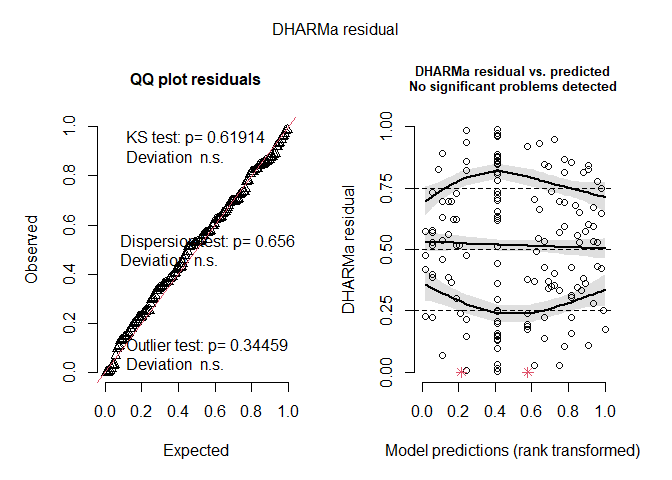 DHARMa residual
QQ plot residuals
KS test: p= 0.61914
Deviation n.s.
Dispersion test: p= 0.656
Deviation n.s.
Outlier test: p= 0.34459
Deviation n.s.
Observed
0.0 0.2 0.4 0.6 0.8 1.0
0.0 0.2 0.4 0.6 0.8 1.0
Expected
DHARMa residual vs. predicted
No significant problems detected
DHARMa residual
0.00 0.25 0.50 0.75 1.00
0.0 0.2 0.4 0.6 0.8 1.0
Model predictions (rank transformed)